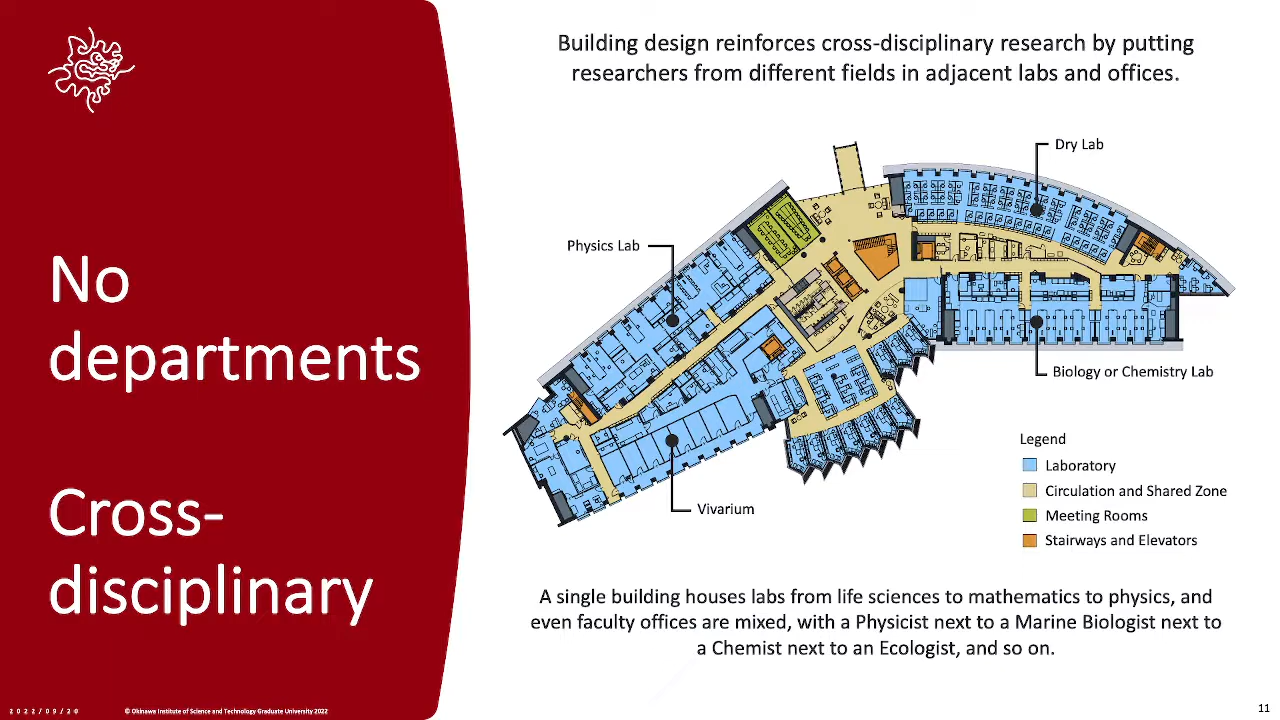 No
departments
Cross-
disciplinary
Building design reinforces cross-disciplinary research by putting
researchers from different fields in adjacent labs and offices.
Dry Lab
Physics Lab
Biology or Chemistry Lab
Vivarium
Legend
Laboratory
Circulation and Shared Zone
Meeting Rooms
Stairways and Elevators
A single building houses labs from life sciences to mathematics to physics, and
even faculty offices are mixed, with a Physicist next to a Marine Biologist next to
a Chemist next to an Ecologist, and so on.
2022/09/20
© Okinawa Institute of Science and Technology Graduate University 2022
11